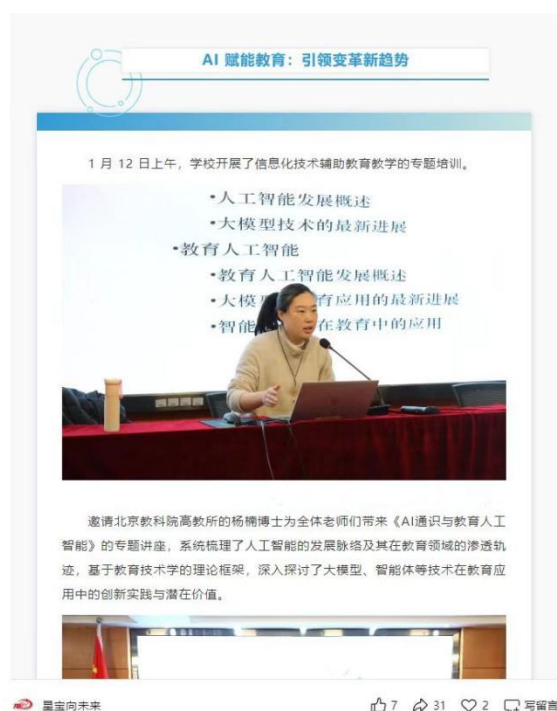 AI 赋能教育：引领变革新趋势
1 月 12 日上午，学校开展了信息化技术辅助教育教学的专题培训。
•人工智能发展概述
•大模型技术的最新进展
•教育人工智能
•教育人工智能发展概述
•大模 育应用的最新进展
•智能 在教育中的应用
邀请北京教科院高教所的杨楠博士为全体老师们带来《AI通识与教育人工
智能》的专题讲座，系统梳理了人工智能的发展脉络及其在教育领域的渗透轨
迹，基于教育技术学的理论框架，深入探讨了大模型、智能体等技术在教育应
用中的创新实践与潜在价值。
星宝向未来 7 31 2 写留言